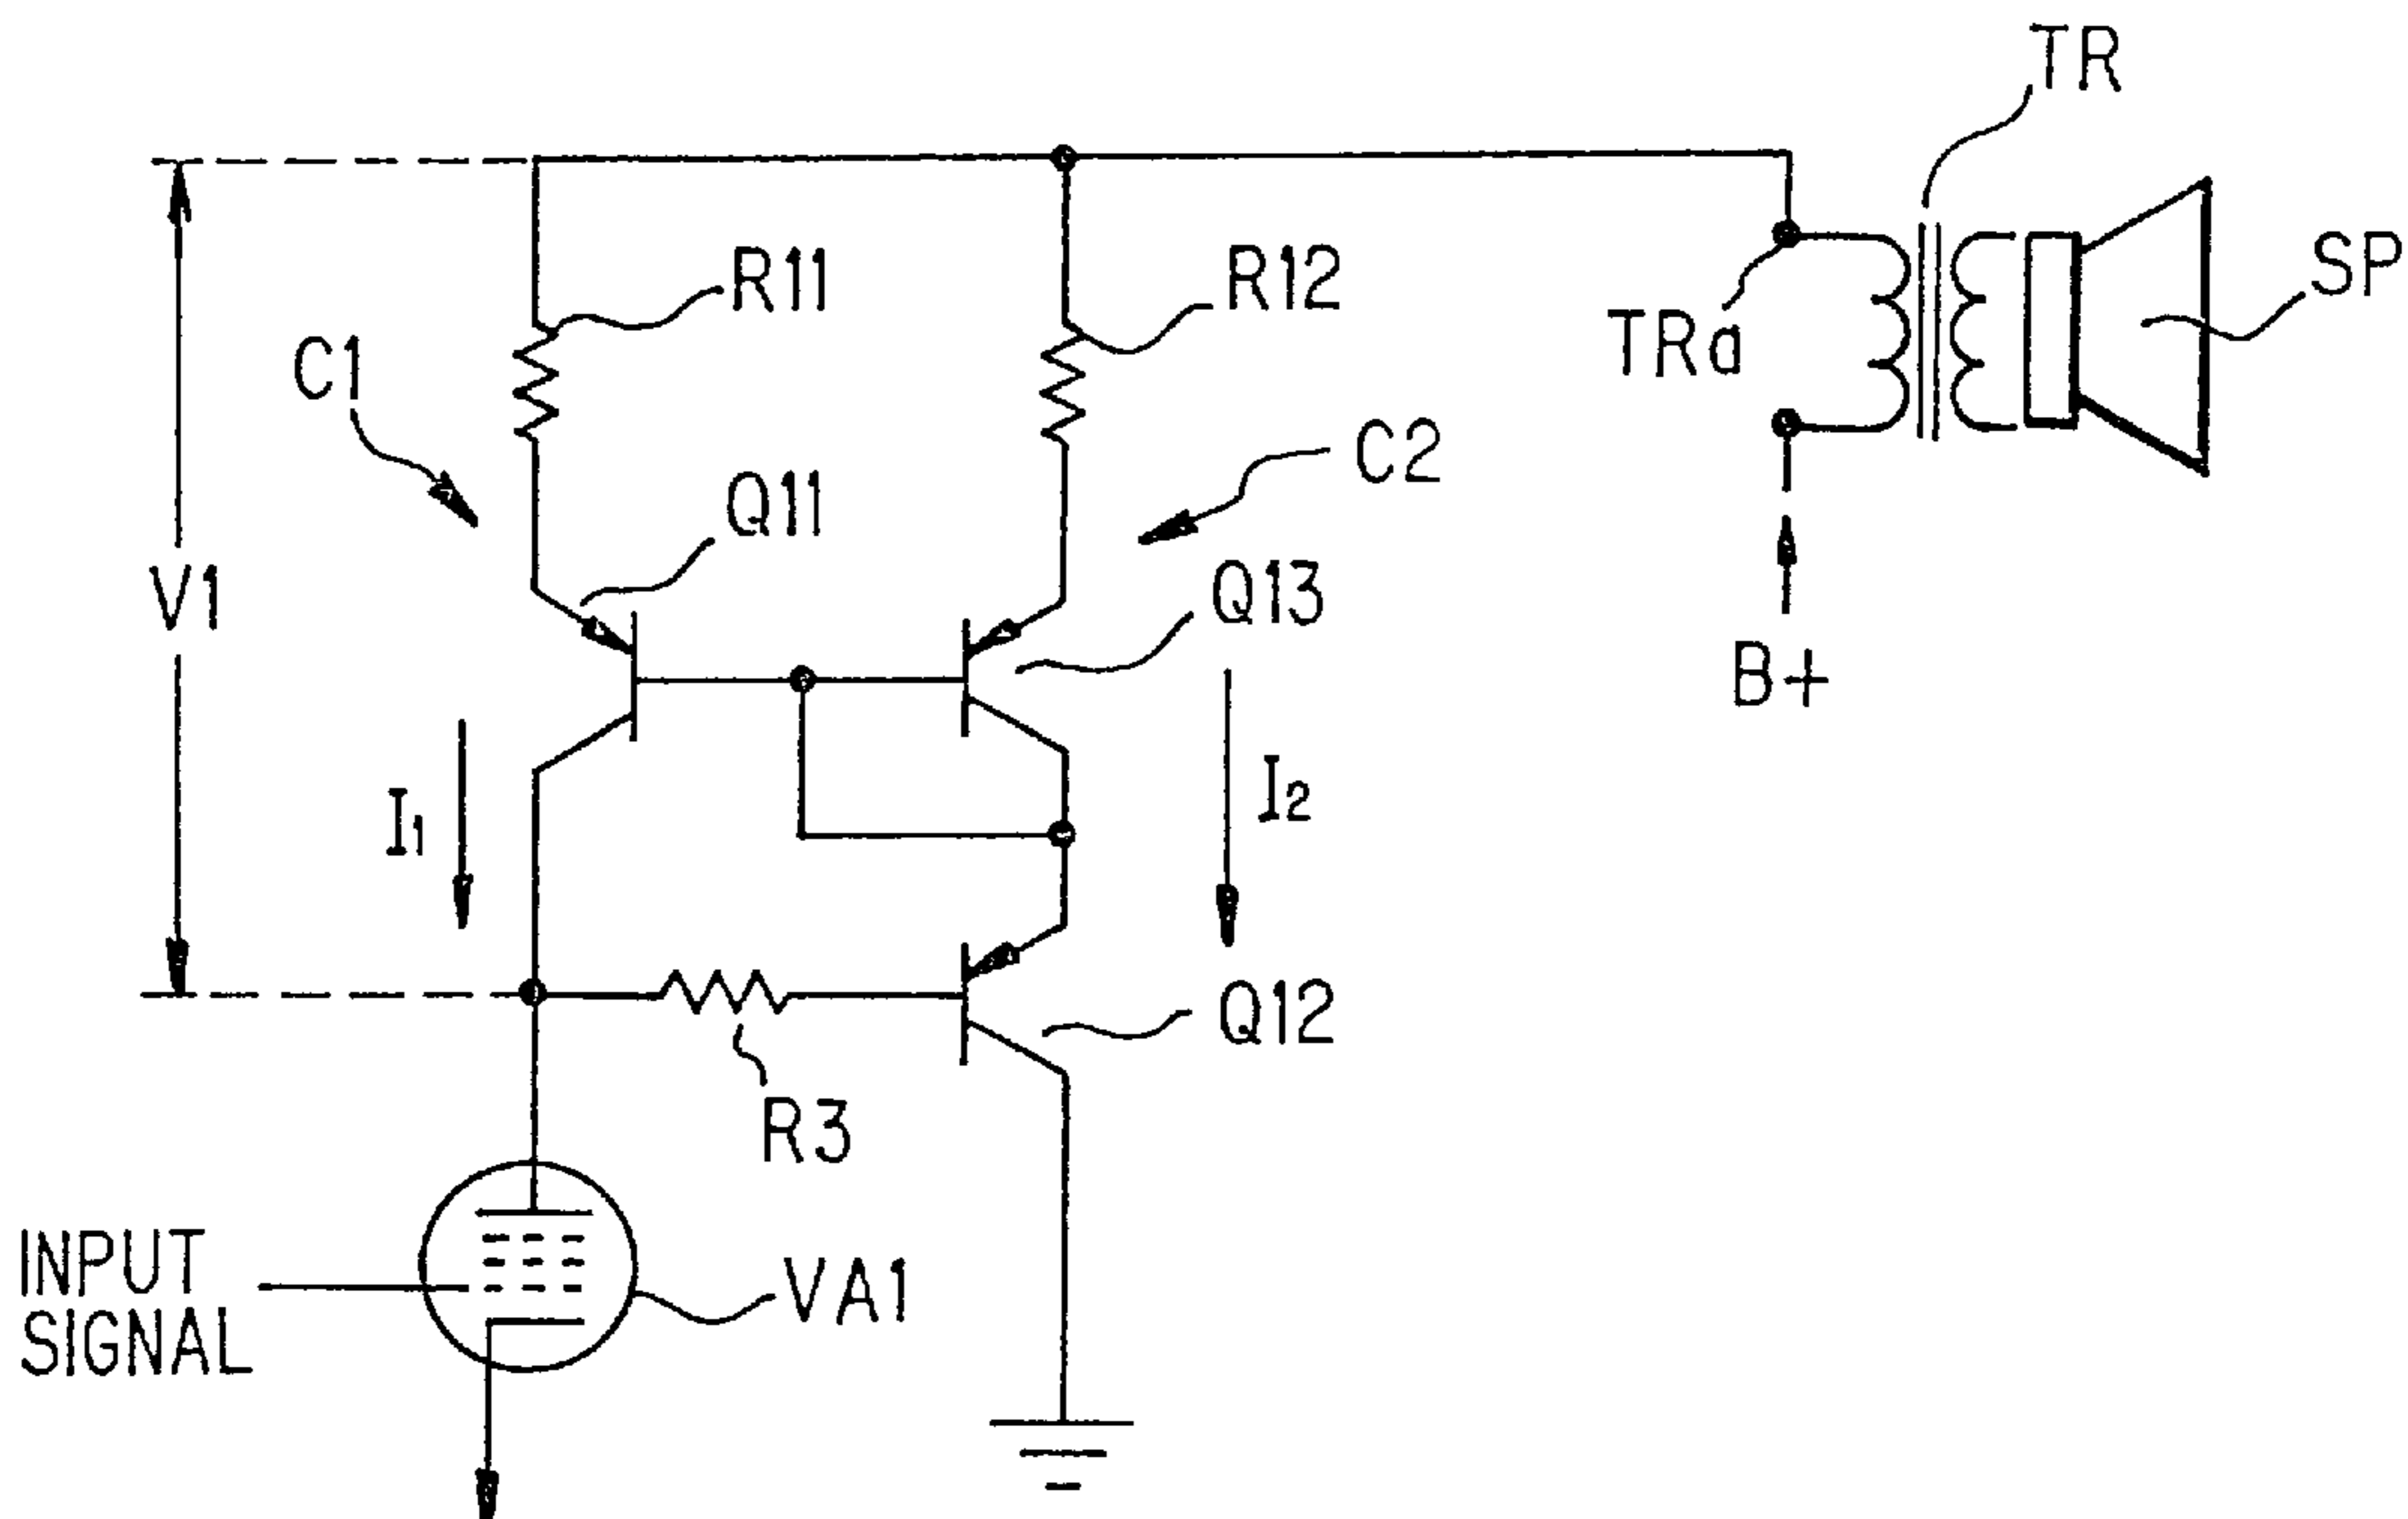 TR
SP
R11
R12
TRa
C1
C2
Q11
Q13
V1
B+
I1
I2
Q12
R3
INPUT
SIGNAL
VA1